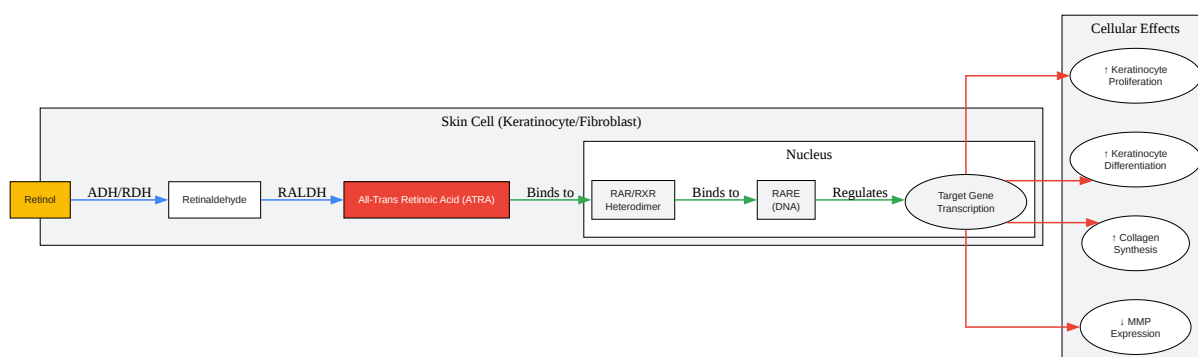 Cellular Effects
↑ Keratinocyte
Proliferation
Skin Cell (Keratinocyte/Fibroblast)
Nucleus
↑ Keratinocyte
Differentiation
Retinol
ADH/RDH
Retinaldehyde
RALDH
All-Trans Retinoic Acid (ATRA)
Binds to
RAR/RXR
Heterodimer
Binds to
RARE
(DNA)
Regulates
Target Gene
Transcription
↑ Collagen
Synthesis
↓ MMP
Expression